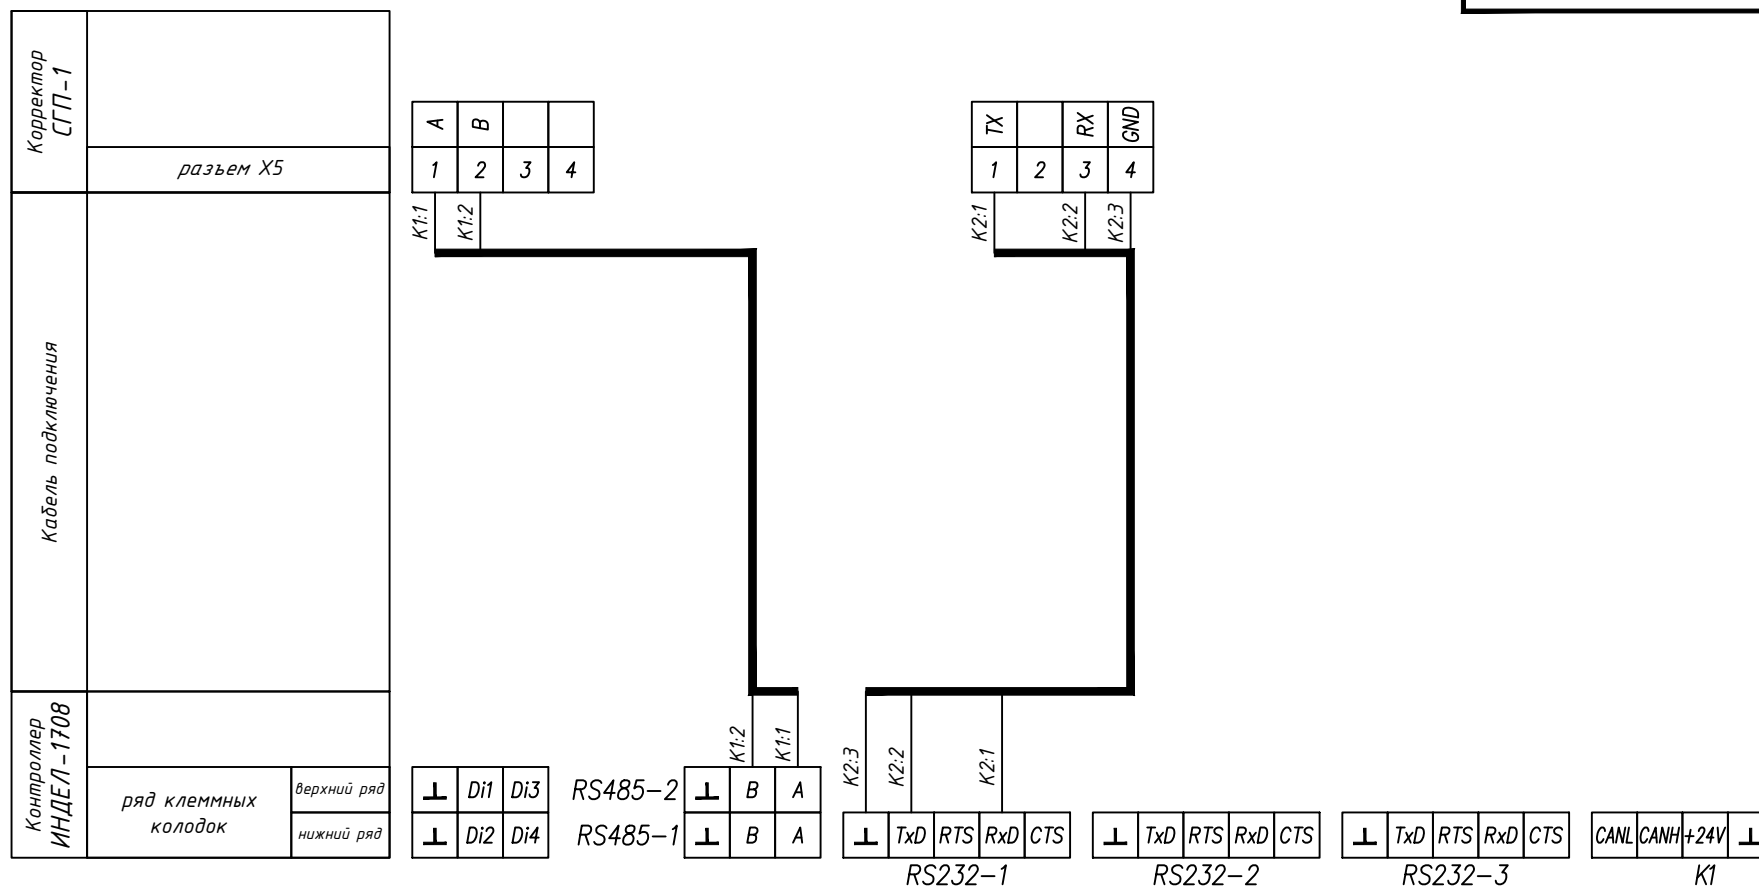 Корректор
СГП-1
разъем X5
A B
1 2 3 4
TX RX GND
1 2 3 4
K1:1 K1:2
K2:1 K2:2 K2:3
Кабель подключения
Контроллер
ИНДЕЛ-1708
ряд клеммных
колодок
верхний ряд
нижний ряд
K1:2 K1:1
K2:3 K2:2 K2:1
⊥ Di1 Di3 RS485-2 ⊥ B A
⊥ Di2 Di4 RS485-1 ⊥ B A
⊥ TxD RTS RxD CTS
RS232-1
⊥ TxD RTS RxD CTS
RS232-2
⊥ TxD RTS RxD CTS
RS232-3
CANL CANH +24V ⊥
K1